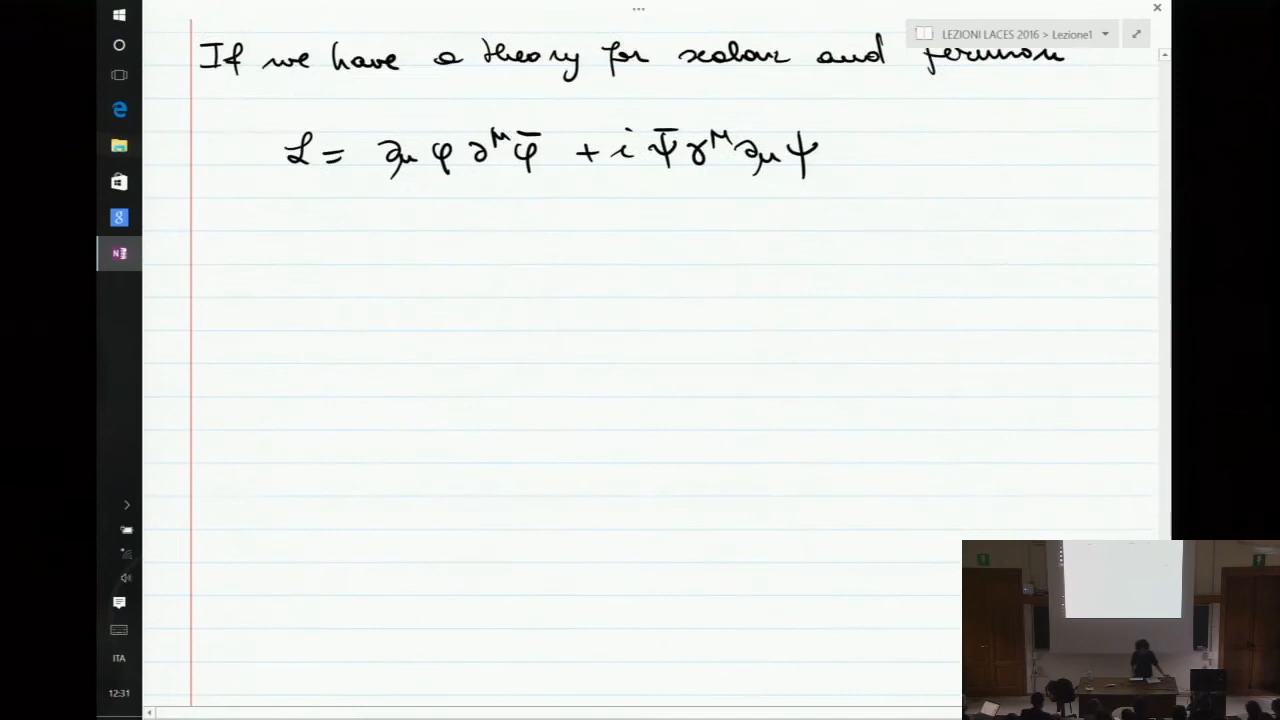 LEZIONI LACES 2016 > Lezione1
If we have a theory for scalar and fermion
ℒ = ∂μ φ ∂^μ φ̄ + i ψ̄ γ^μ ∂μ ψ
ITA
12:31